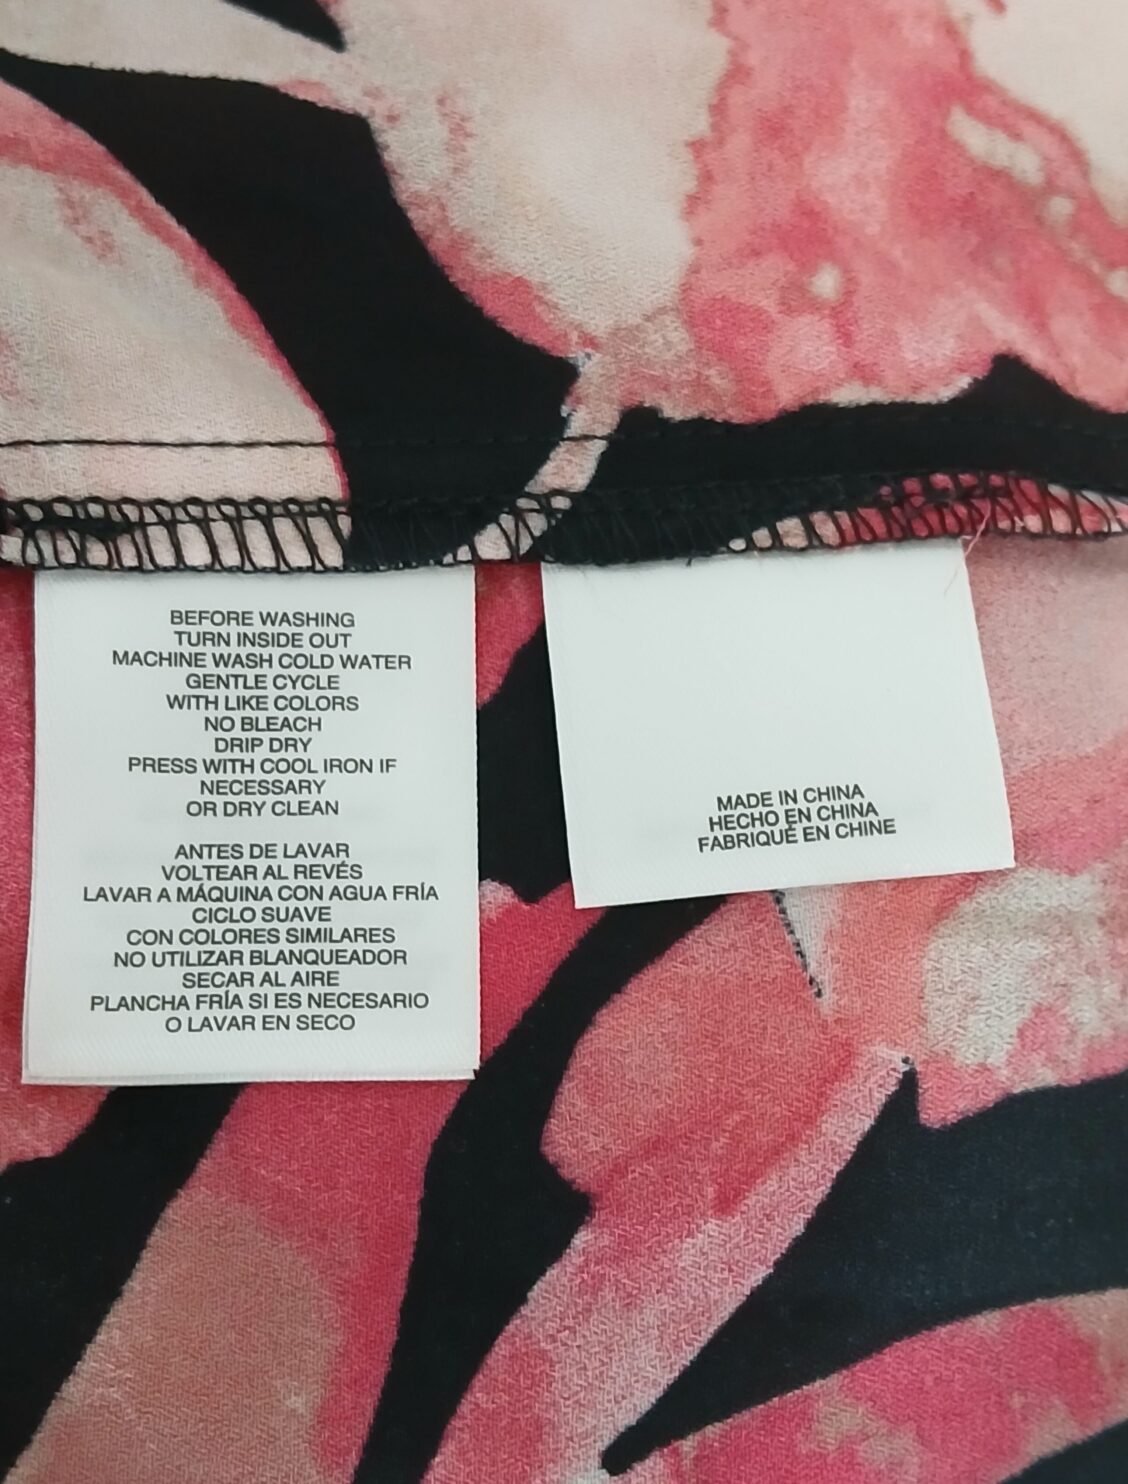 BEFORE WASHING
TURN INSIDE OUT
MACHINE WASH COLD WATER
GENTLE CYCLE
WITH LIKE COLORS
NO BLEACH
DRIP DRY
PRESS WITH COOL IRON IF
NECESSARY
OR DRY CLEAN
ANTES DE LAVAR
VOLTEAR AL REVÉS
LAVAR A MÁQUINA CON AGUA FRÍA
CICLO SUAVE
CON COLORES SIMILARES
NO UTILIZAR BLANQUEADOR
SECAR AL AIRE
PLANCHA FRÍA SI ES NECESARIO
O LAVAR EN SECO
MADE IN CHINA
HECHO EN CHINA
FABRIQUÉ EN CHINE